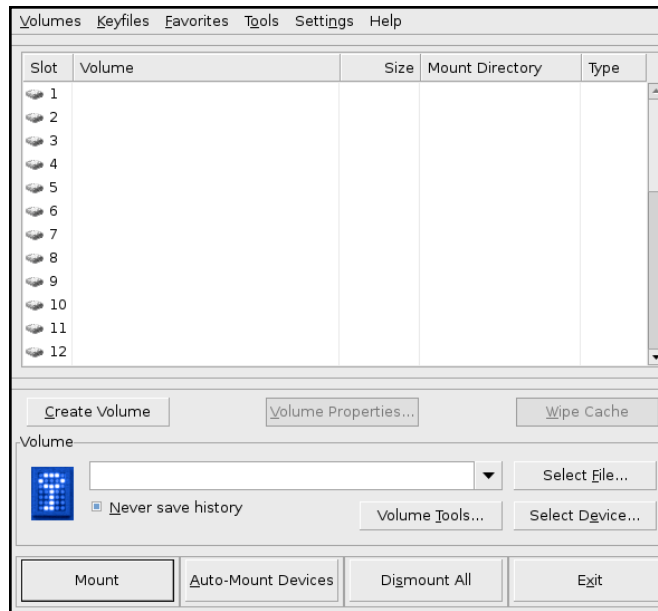 Volumes Keyfiles Favorites Tools Settings Help
Slot Volume Size Mount Directory Type
1
2
3
4
5
6
7
8
9
10
11
12
Create Volume Volume Properties... Wipe Cache
Volume
Select File...
Never save history
Volume Tools... Select Device...
Mount Auto-Mount Devices Dismount All Exit